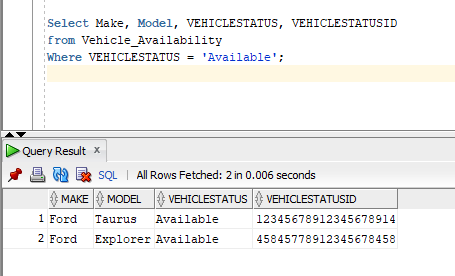 Select Make, Model, VEHICLESTATUS, VEHICLESTATUSID
from Vehicle_Availability
Where VEHICLESTATUS = 'Available';
Query Result x
SQL | All Rows Fetched: 2 in 0.006 seconds
MAKE MODEL VEHICLESTATUS VEHICLESTATUSID
1 Ford Taurus Available 12345678912345678914
2 Ford Explorer Available 45845778912345678458